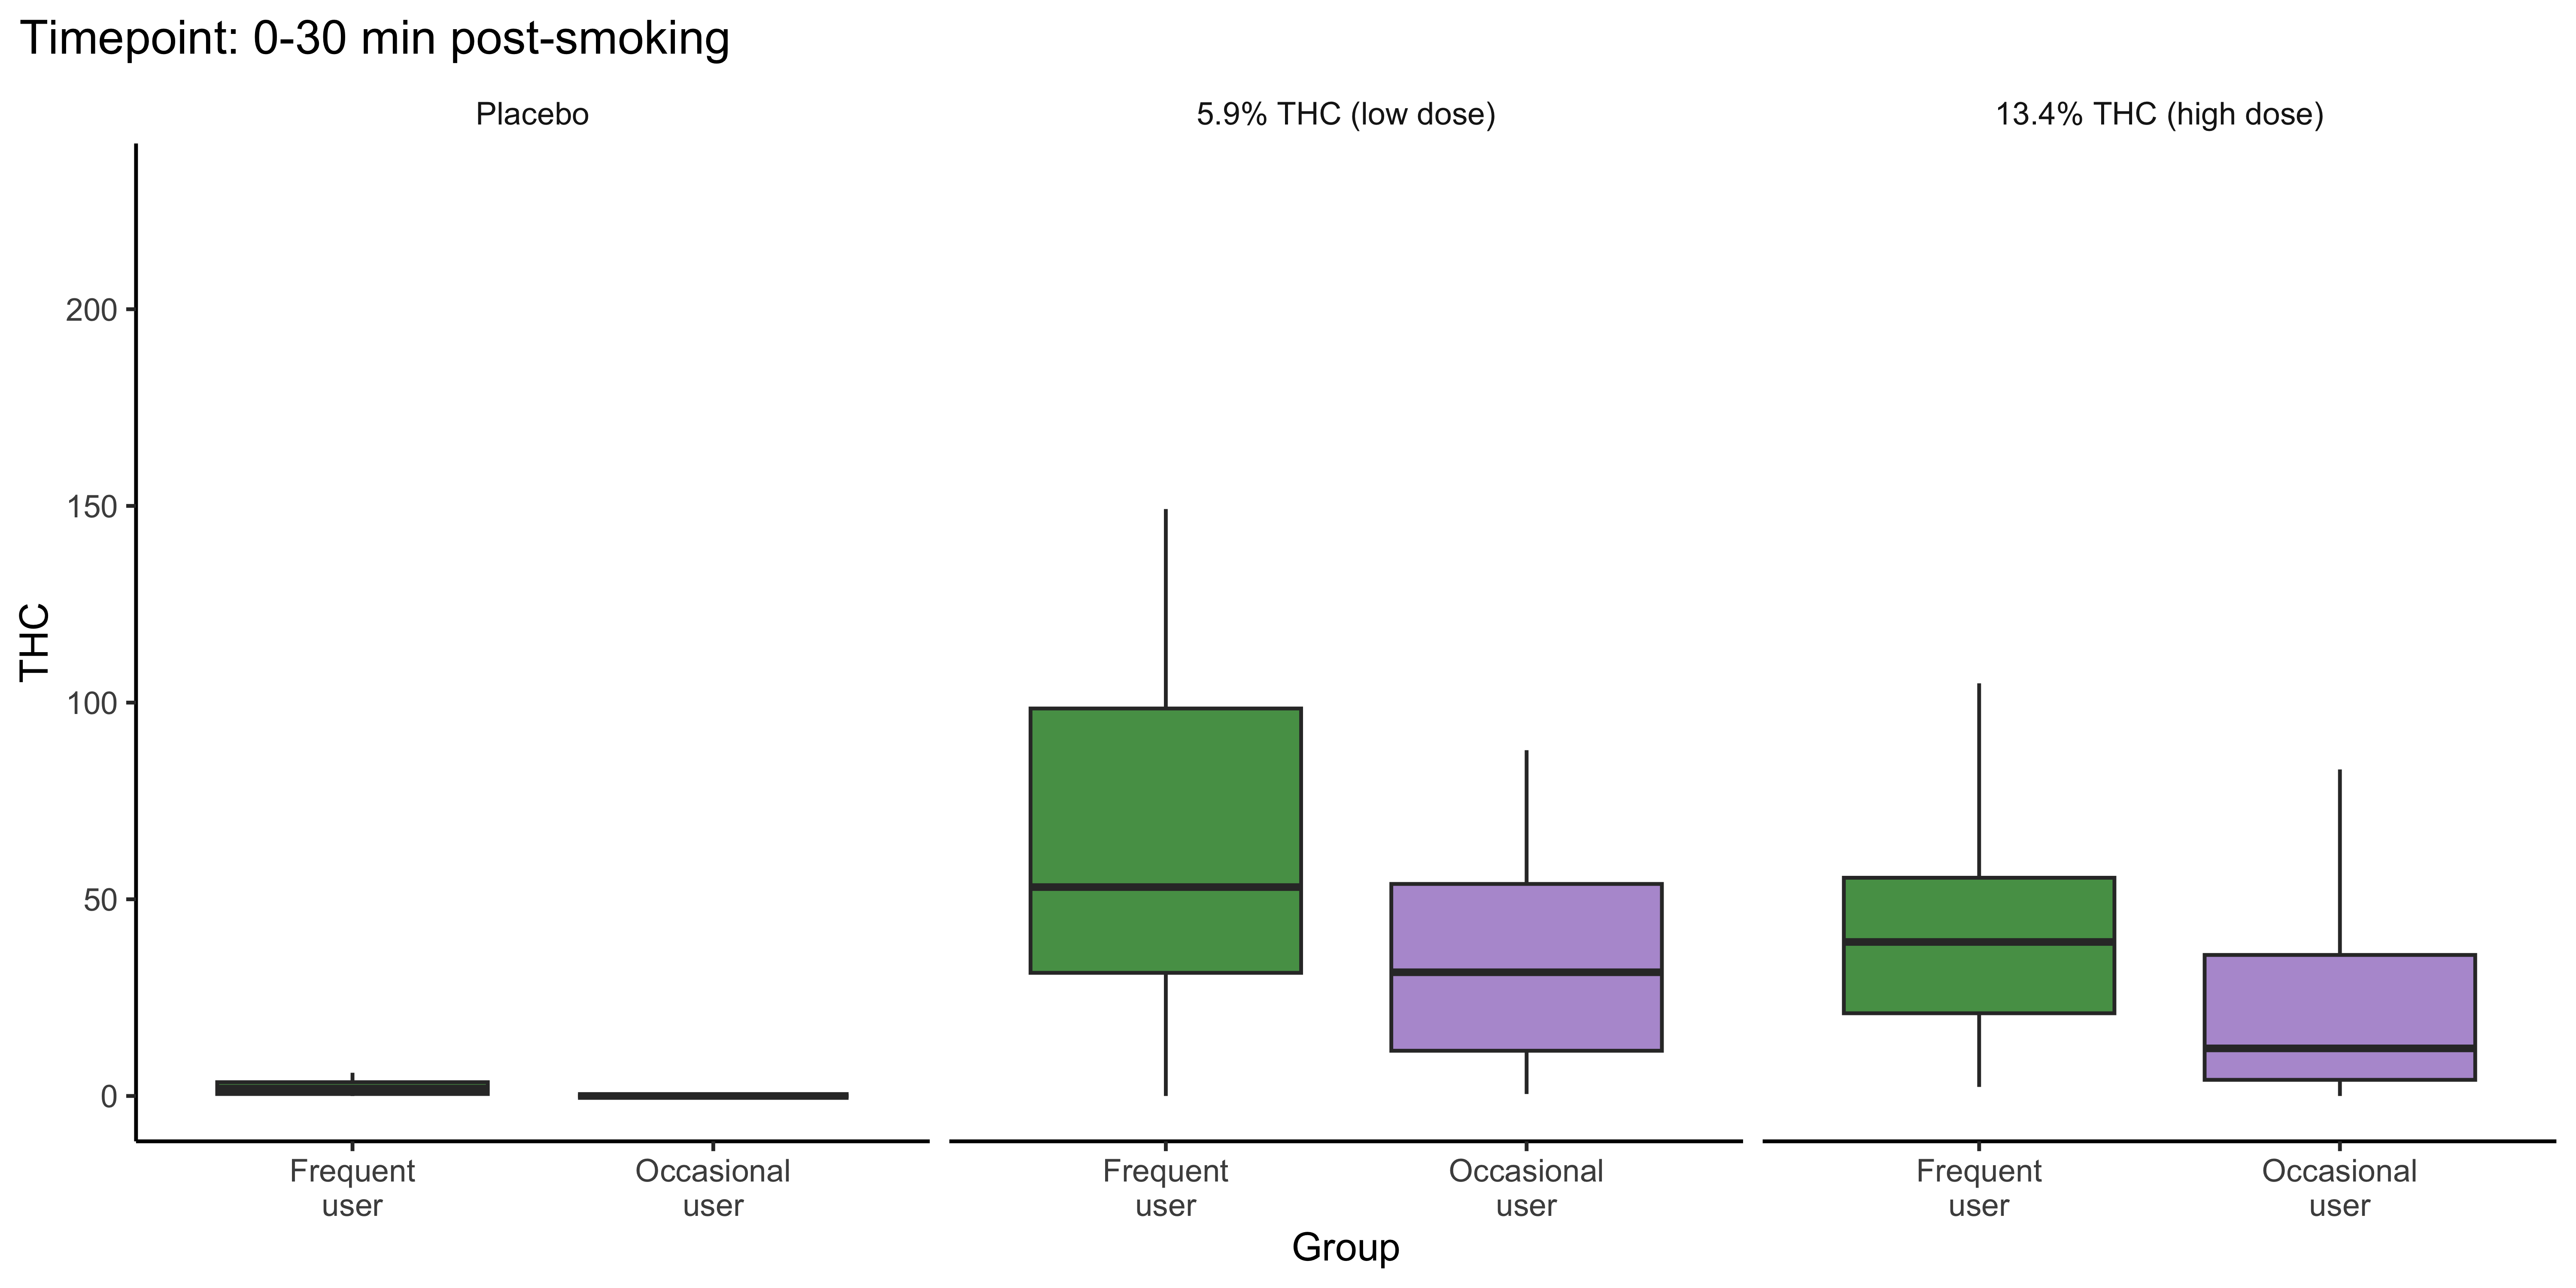 Timepoint: 0-30 min post-smoking
Placebo
5.9% THC (low dose)
13.4% THC (high dose)
THC
200
150
100
50
0
Frequent
user
Occasional
user
Frequent
user
Occasional
user
Frequent
user
Occasional
user
Group